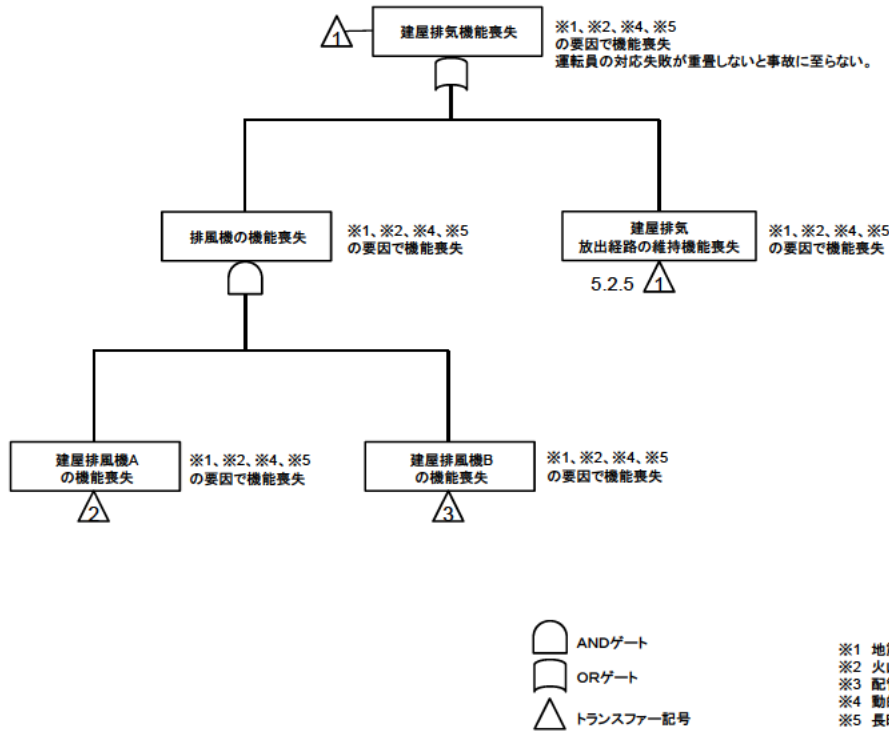 1
建屋排気機能喪失
※1、※2、※4、※5
の要因で機能喪失
運転員の対応失敗が重畳しないと事故に至らない。
排風機の機能喪失
※1、※2、※4、※5
の要因で機能喪失
建屋排気
放出経路の維持機能喪失
※1、※2、※4、※5
の要因で機能喪失
5.2.5
1
建屋排風機A
の機能喪失
※1、※2、※4、※5
の要因で機能喪失
2
建屋排風機B
の機能喪失
※1、※2、※4、※5
の要因で機能喪失
3
ANDゲート
ORゲート
トランスファー記号
※1
※2 火
※3 配
※4 動
※5 長